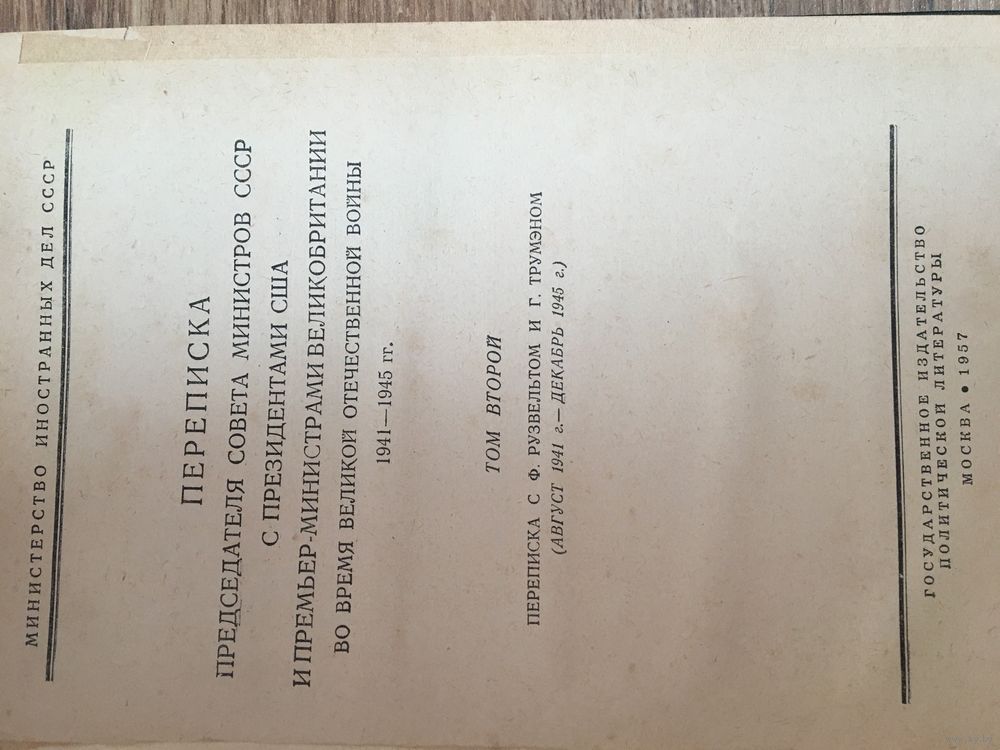 МИНИСТЕРСТВО ИНОСТРАННЫХ ДЕЛ СССР
ПЕРЕПИСКА
ПРЕДСЕДАТЕЛЯ СОВЕТА МИНИСТРОВ СССР
С ПРЕЗИДЕНТАМИ США
И ПРЕМЬЕР-МИНИСТРАМИ ВЕЛИКОБРИТАНИИ
ВО ВРЕМЯ ВЕЛИКОЙ ОТЕЧЕСТВЕННОЙ ВОЙНЫ
1941—1945 гг.
ТОМ ВТОРОЙ
ПЕРЕПИСКА С Ф. РУЗВЕЛЬТОМ И Г. ТРУМЭНОМ
(АВГУСТ 1941 г. — ДЕКАБРЬ 1945 г.)
ГОСУДАРСТВЕННОЕ ИЗДАТЕЛЬСТВО
ПОЛИТИЧЕСКОЙ ЛИТЕРАТУРЫ
МОСКВА ● 1957